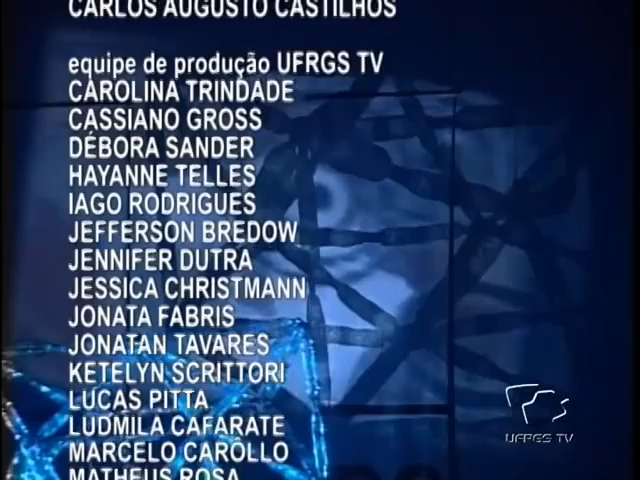 CARLOS AUGUSTO CASTILHOS
equipe de produção UFRGS TV
CAROLINA TRINDADE
CASSIANO GROSS
DÉBORA SANDER
HAYANNE TELLES
IAGO RODRIGUES
JEFFERSON BREDOW
JENNIFER DUTRA
JESSICA CHRISTMANN
JONATA FABRIS
JONATAN TAVARES
KETELYN SCRITTORI
LUCAS PITTA
LUDMILA CAFARATE
MARCELO CAROLLO
MATHEUS ROSA
UFRGS TV